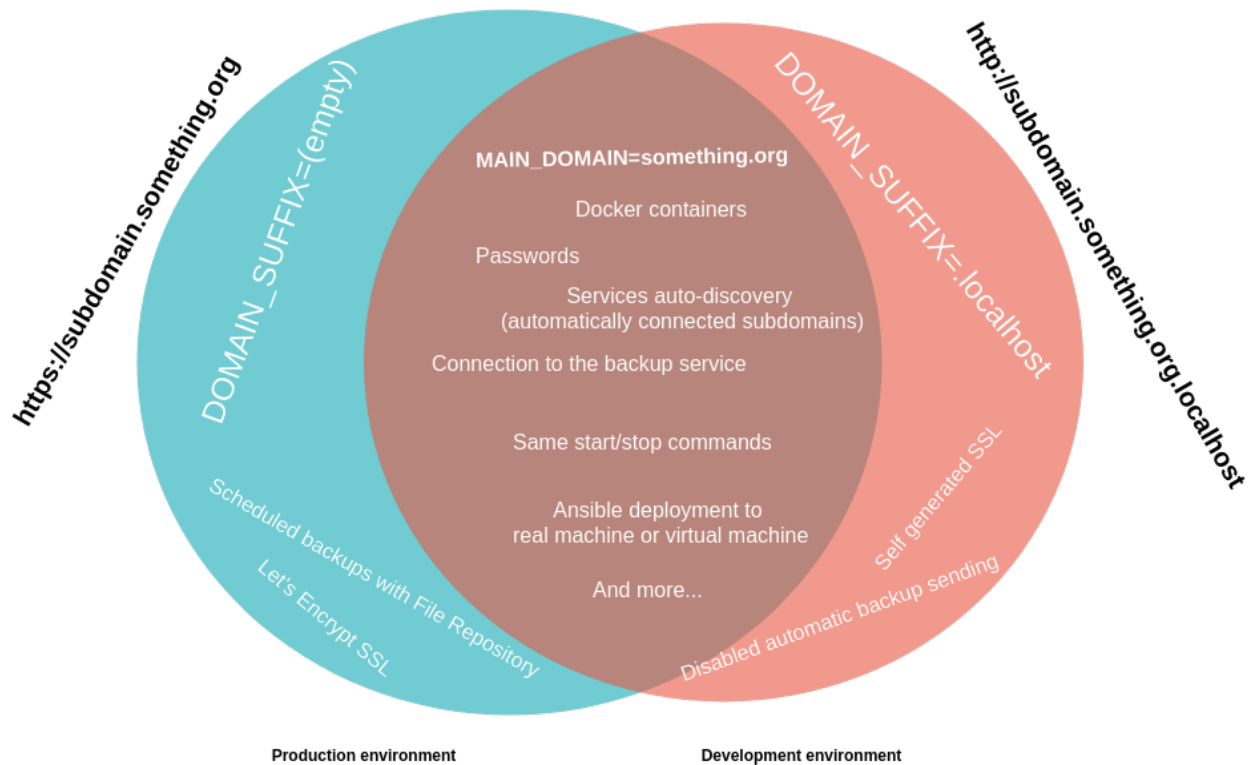 https://subdomain.something.org
DOMAIN_SUFFIX=(empty)
Scheduled backups with File Repository
Let's Encrypt SSL
MAIN_DOMAIN=something.org
Docker containers
Passwords
Services auto-discovery
(automatically connected subdomains)
Connection to the backup service
Same start/stop commands
Ansible deployment to
real machine or virtual machine
And more...
DOMAIN_SUFFIX=.localhost
http://subdomain.something.org.localhost
Self generated SSL
Disabled automatic backup sending
Production environment
Development environment